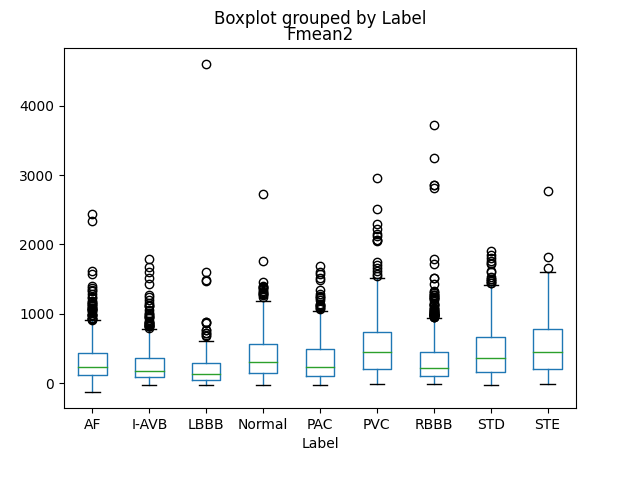 Boxplot grouped by Label
Fmean2
4000
3000
2000
1000
0
AF I-AVB LBBB Normal PAC PVC RBBB STD STE
Label